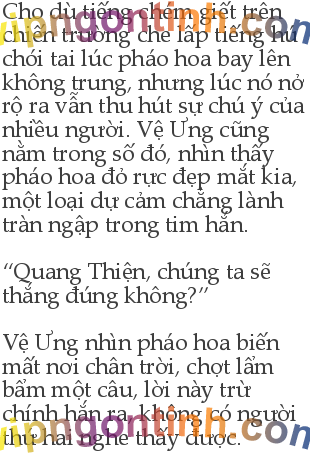 Cho dù tiếng chém giết trên
chiến trường che lấp tiếng hú
chói tai lúc pháo hoa bay lên
không trung, nhưng lúc nó nở
rộ ra vẫn thu hút sự chú ý của
nhiều người. Vệ Ưng cũng
nằm trong số đó, nhìn thấy
pháo hoa đỏ rực đẹp mắt kia,
một loại dự cảm chẳng lành
tràn ngập trong tim hắn.
“Quang Thiện, chúng ta sẽ
thắng đúng không?”
Vệ Ưng nhìn pháo hoa biến
mất nơi chân trời, chợt lẩm
bẩm một câu, lời này trừ
chính hắn ra, không có người
thứ hai nghe thấy được.
vipngontinh.com
vipngontinh.com